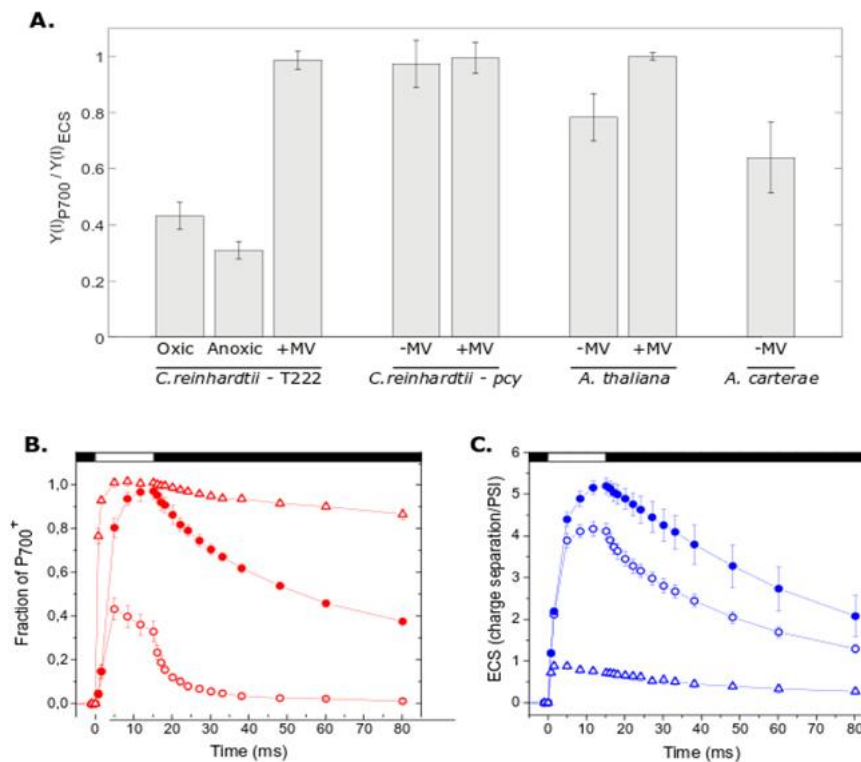 A.
Y(I)P700 / Y(I)ECS
1
0.8
0.6
0.4
0.2
0
Oxic Anoxic +MV -MV +MV -MV +MV -MV
C.reinhardtii - T222 C.reinhardtii - pcy A. thaliana A. carterae
B.
Fraction of P700+
1,0
0,8
0,6
0,4
0,2
0,0
0 10 20 30 40 50 60 70 80
Time (ms)
C.
ECS (charge separation/PSI)
6
5
4
3
2
1
0
0 10 20 30 40 50 60 70 80
Time (ms)